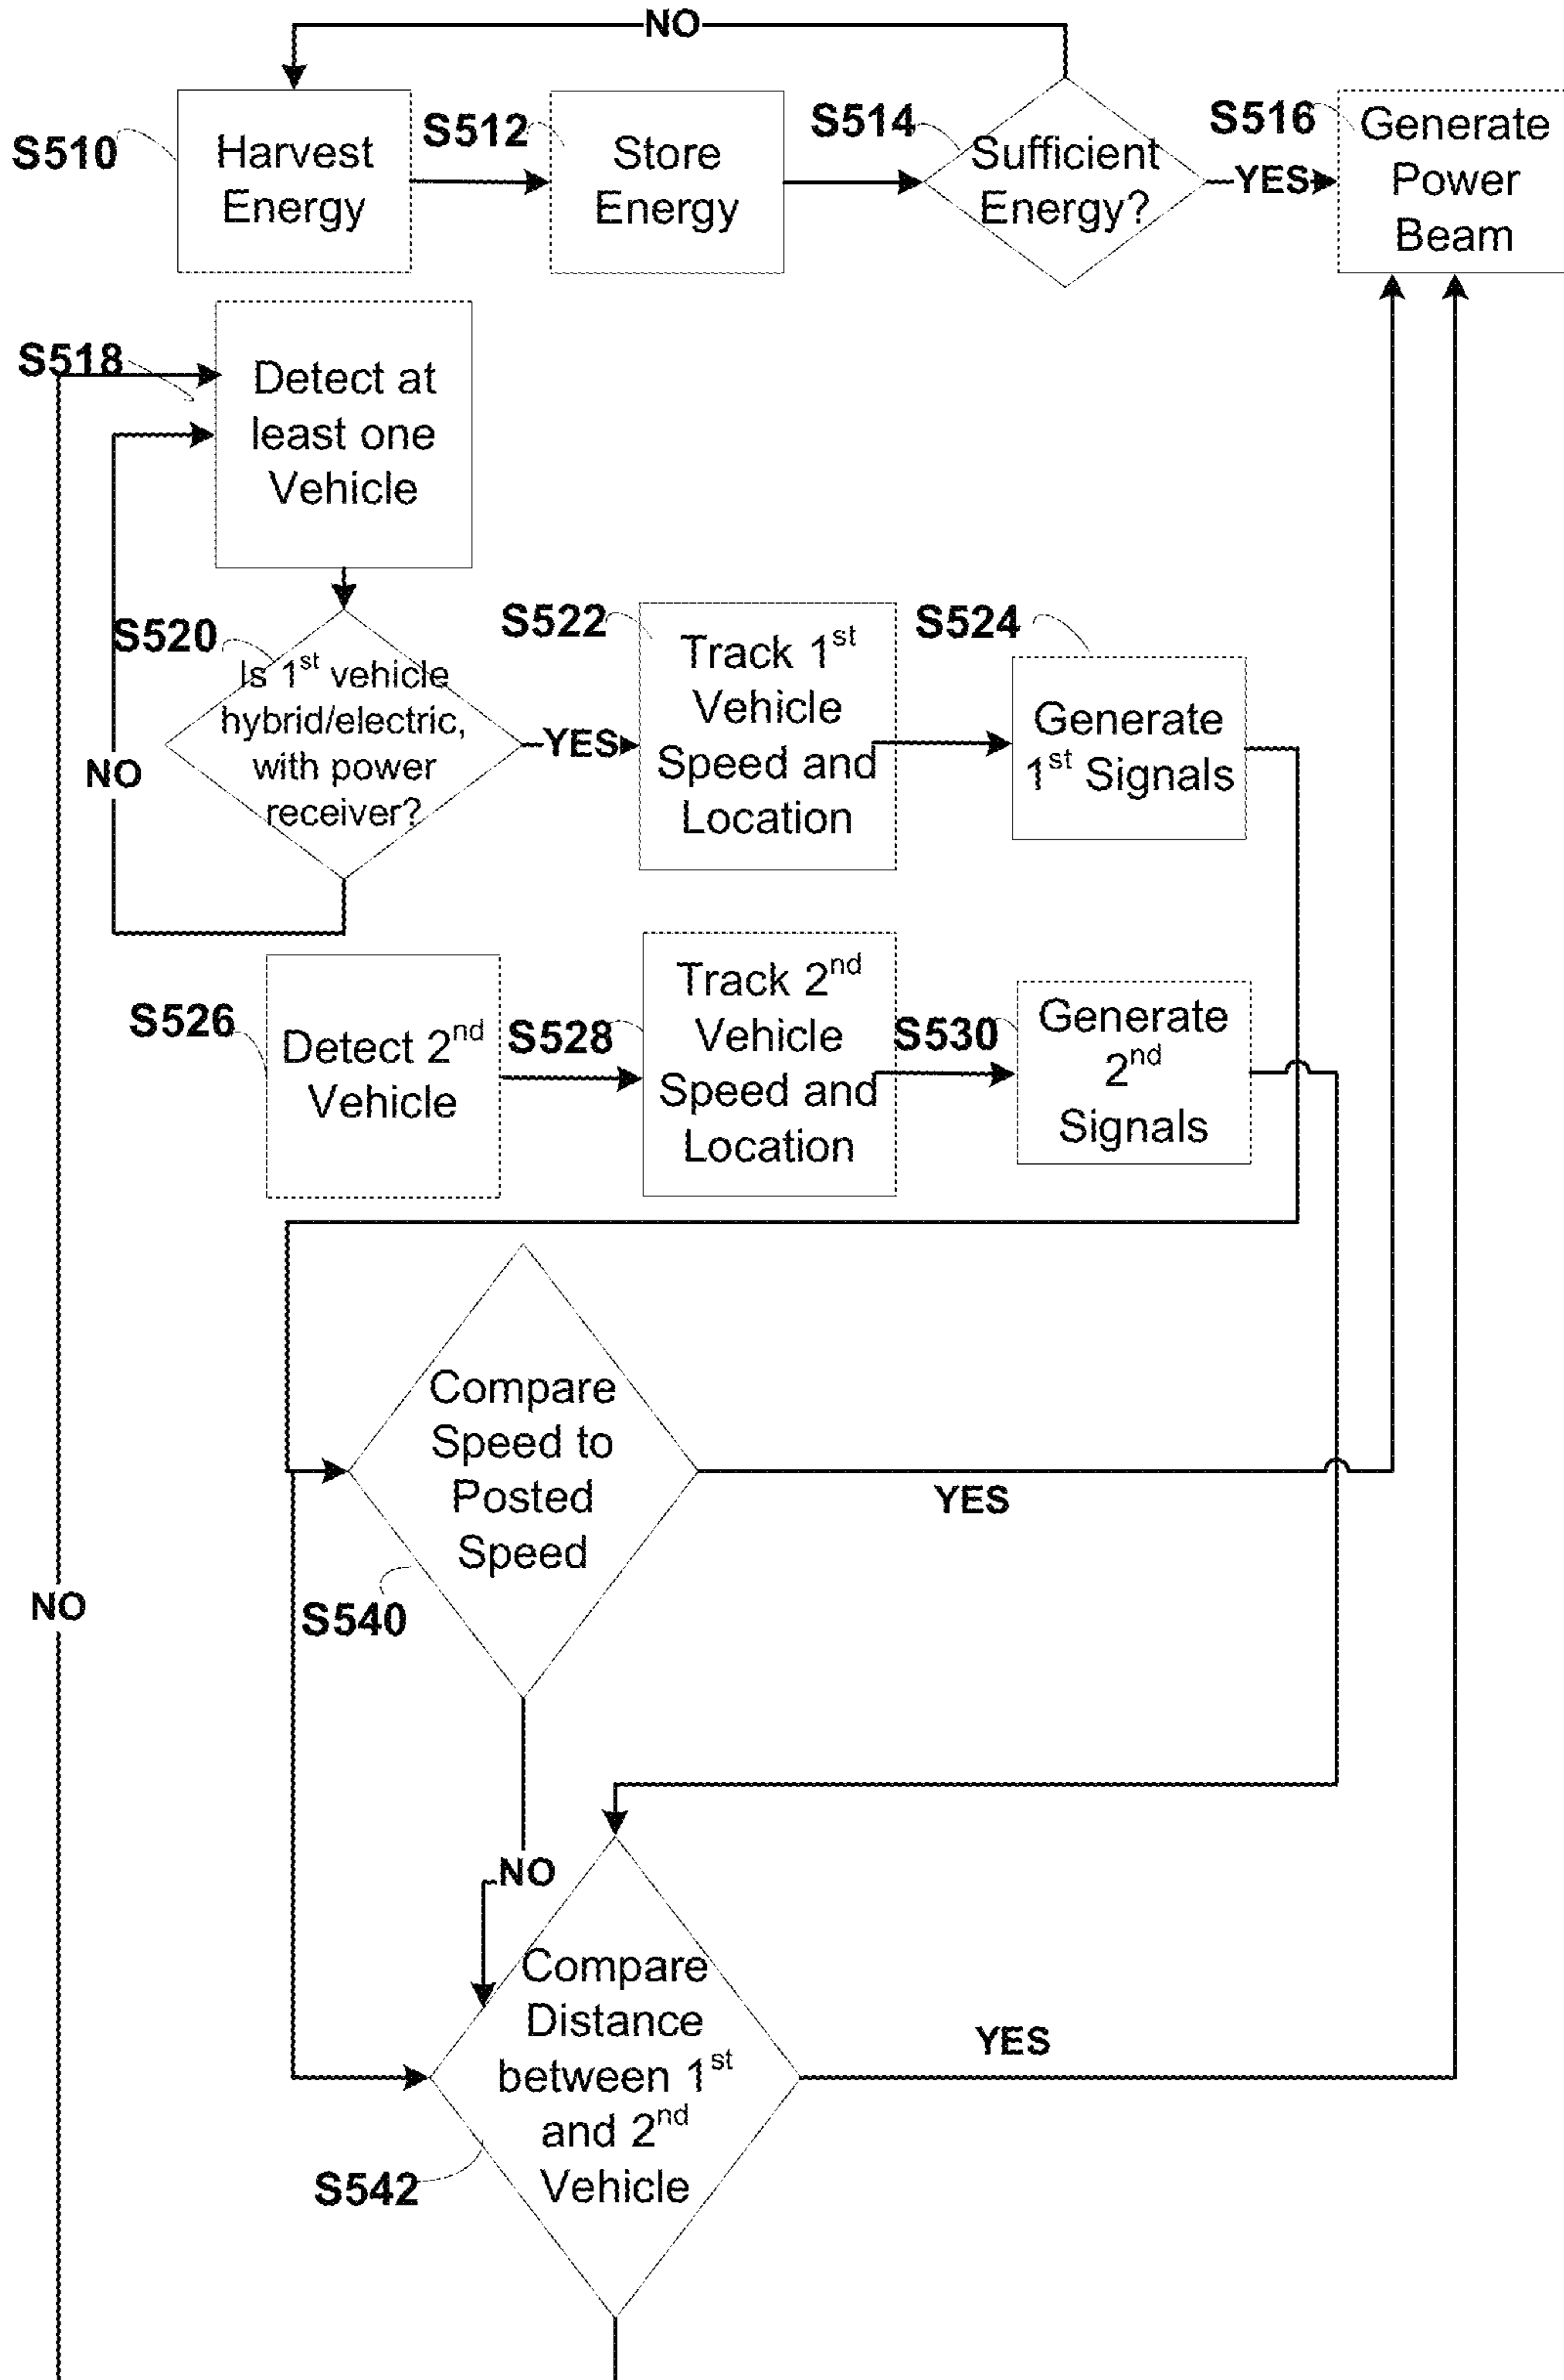 NO
S510
Harvest
Energy
S512
Store
Energy
S514
Sufficient
Energy?
YES
S516
Generate
Power
Beam
S518
Detect at
least one
Vehicle
S520
Is 1st vehicle
hybrid/electric,
with power
receiver?
NO
YES
S522
Track 1st
Vehicle
Speed and
Location
S524
Generate
1st Signals
S526
Detect 2nd
Vehicle
S528
Track 2nd
Vehicle
Speed and
Location
S530
Generate
2nd
Signals
Compare
Speed to
Posted
Speed
YES
S540
NO
NO
Compare
Distance
between 1st
and 2nd
Vehicle
YES
S542